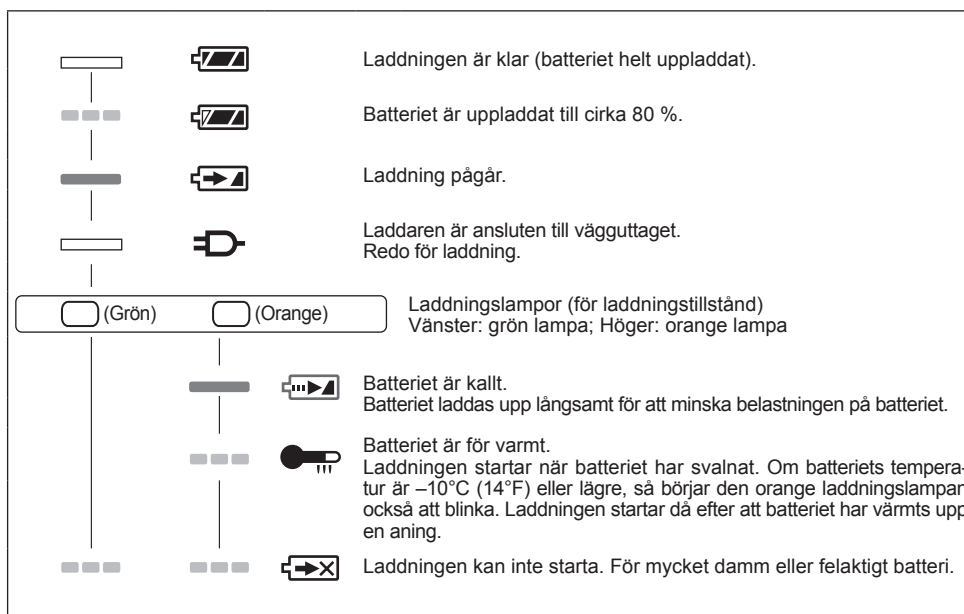 Laddningen är klar (batteriet helt uppladdat).
Batteriet är uppladdat till cirka 80 %.
Laddning pågår.
Laddaren är ansluten till vägguttaget.
Redo för laddning.
(Grön) (Orange)
Laddningslampor (för laddningstillstånd)
Vänster: grön lampa; Höger: orange lampa
Batteriet är kallt.
Batteriet laddas upp långsamt för att minska belastningen på batteriet.
Batteriet är för varmt.
Laddningen startar när batteriet har svalnat. Om batteriets tempera-
tur är –10°C (14°F) eller lägre, så börjar den orange laddningslampan
också att blinka. Laddningen startar då efter att batteriet har värmts upp
en aning.
Laddningen kan inte starta. För mycket damm eller felaktigt batteri.